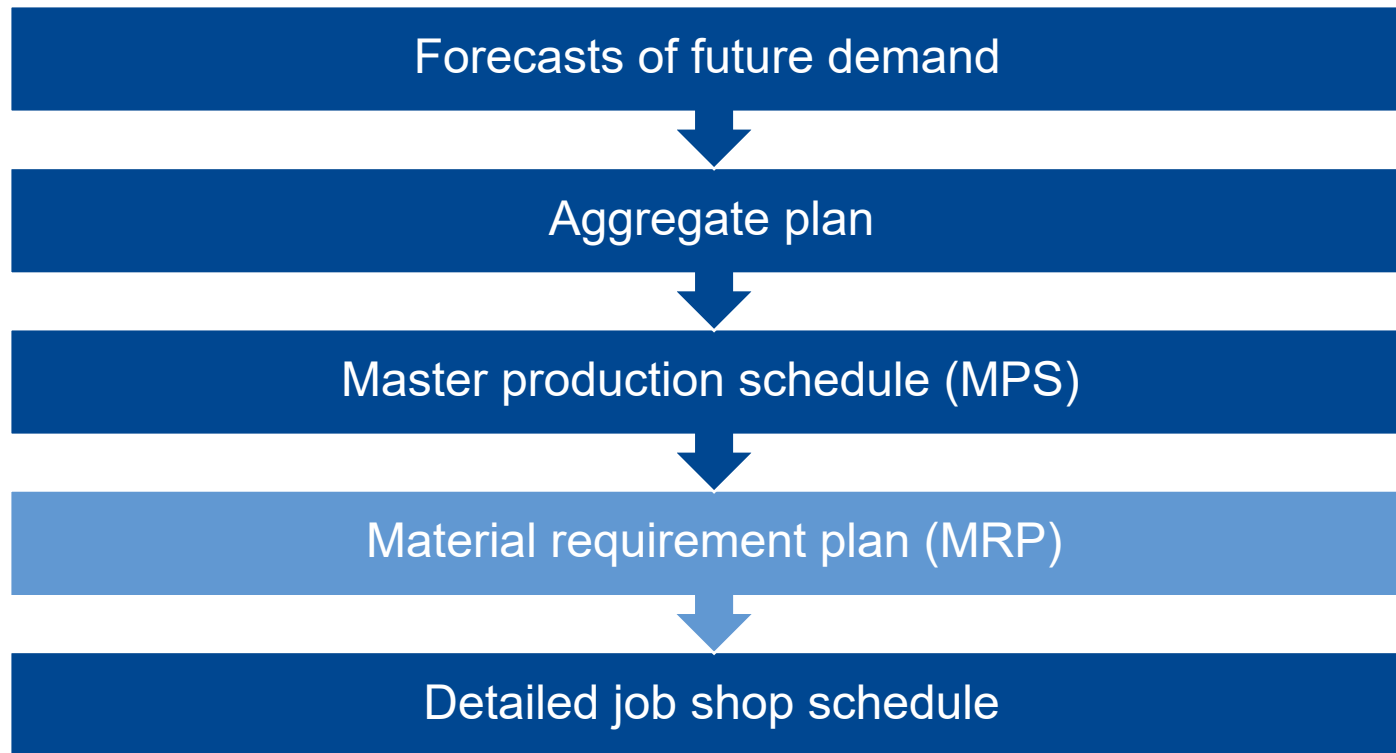 Forecasts of future demand
Aggregate plan
Master production schedule (MPS)
Material requirement plan (MRP)
Detailed job shop schedule